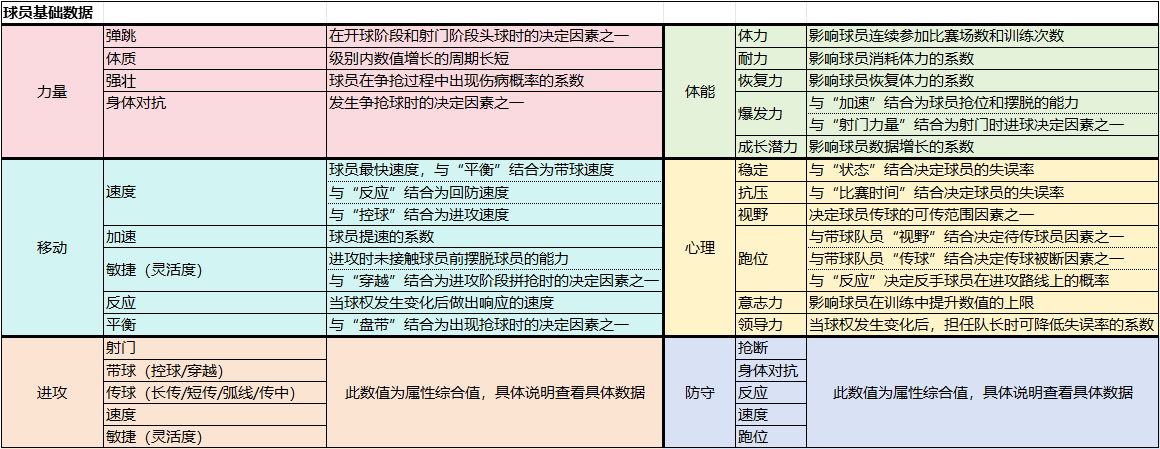 球员基础数据
力量
弹跳
在开球阶段和射门阶段头球时的决定因素之一
体质
级别内数值增长的周期长短
强壮
球员在争抢过程中出现伤病概率的系数
身体对抗
发生争抢球时的决定因素之一
体能
体力
影响球员连续参加比赛场数和训练次数
耐力
影响球员消耗体力的系数
恢复力
影响球员恢复体力的系数
爆发力
与“加速”结合为球员抢位和摆脱的能力
与“射门力量”结合为射门时进球决定因素之一
成长潜力
影响球员数据增长的系数
移动
速度
球员最快速度，与“平衡”结合为带球速度
与“反应”结合为回防速度
与“控球”结合为进攻速度
加速
球员提速的系数
敏捷（灵活度）
进攻时未接触球员前摆脱球员的能力
与“穿越”结合为进攻阶段拼抢时的决定因素之一
反应
当球权发生变化后做出响应的速度
平衡
与“盘带”结合为出现抢球时的决定因素之一
心理
稳定
与“状态”结合决定球员的失误率
抗压
与“比赛时间”结合决定球员的失误率
视野
决定球员传球的可传范围因素之一
跑位
与带球队员“视野”结合决定待传球员因素之一
与带球队员“传球”结合决定传球被断因素之一
与“反应”决定反手球员在进攻路线上的概率
意志力
影响球员在训练中提升数值的上限
领导力
当球权发生变化后，担任队长时可降低失误率的系数
进攻
射门
带球（控球/穿越）
传球（长传/短传/弧线/传中）
速度
敏捷（灵活度）
此数值为属性综合值，具体说明查看具体数据
防守
抢断
身体对抗
反应
速度
跑位
此数值为属性综合值，具体说明查看具体数据